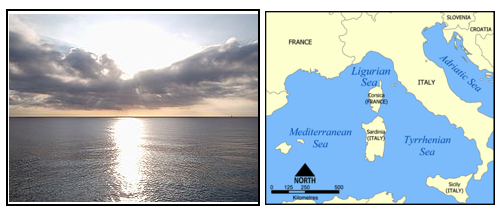 SLOVENIA
CROATIA
FRANCE
Ligurian
Sea
ITALY
Adriatic Sea
Corsica
(FRANCE)
Sardinia
(ITALY)
Mediterranean
Sea
Tyrrhenian
Sea
NORTH
0 125 250 500
Kilometres
Sicily
(ITALY)